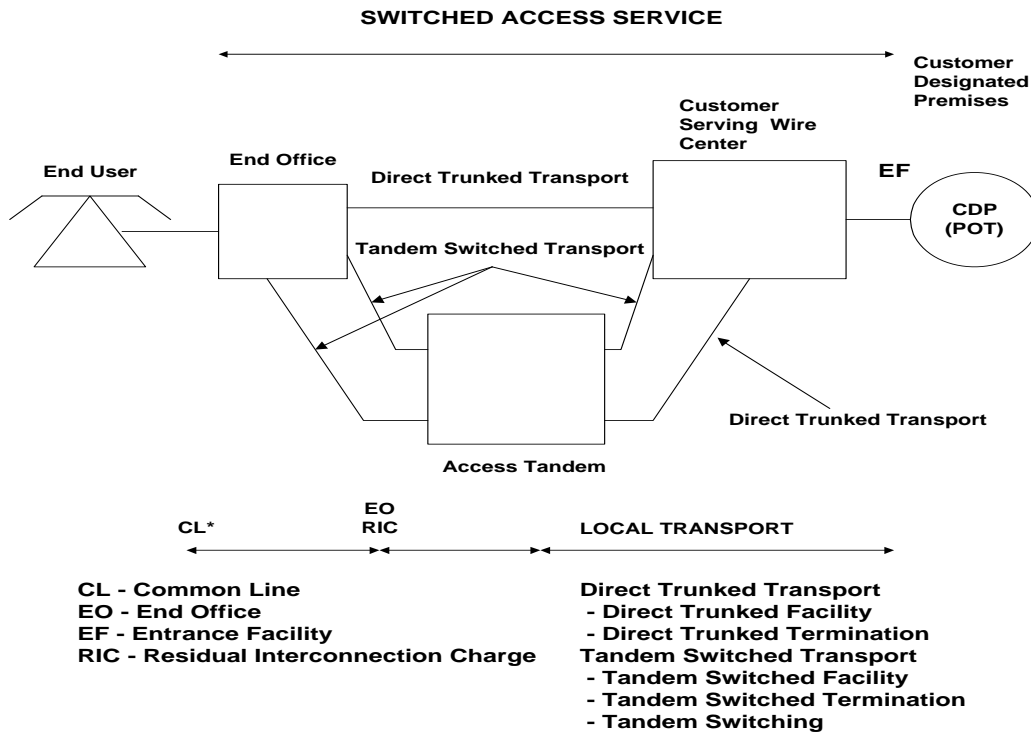 SWITCHED ACCESS SERVICE
Customer
Designated
Premises
Customer
Serving Wire
Center
End Office
End User
Direct Trunked Transport
EF
CDP
(POT)
Tandem Switched Transport
Direct Trunked Transport
Access Tandem
CL*
EO
RIC
LOCAL TRANSPORT
CL - Common Line
EO - End Office
EF - Entrance Facility
RIC - Residual Interconnection Charge
Direct Trunked Transport
- Direct Trunked Facility
- Direct Trunked Termination
Tandem Switched Transport
- Tandem Switched Facility
- Tandem Switched Termination
- Tandem Switching